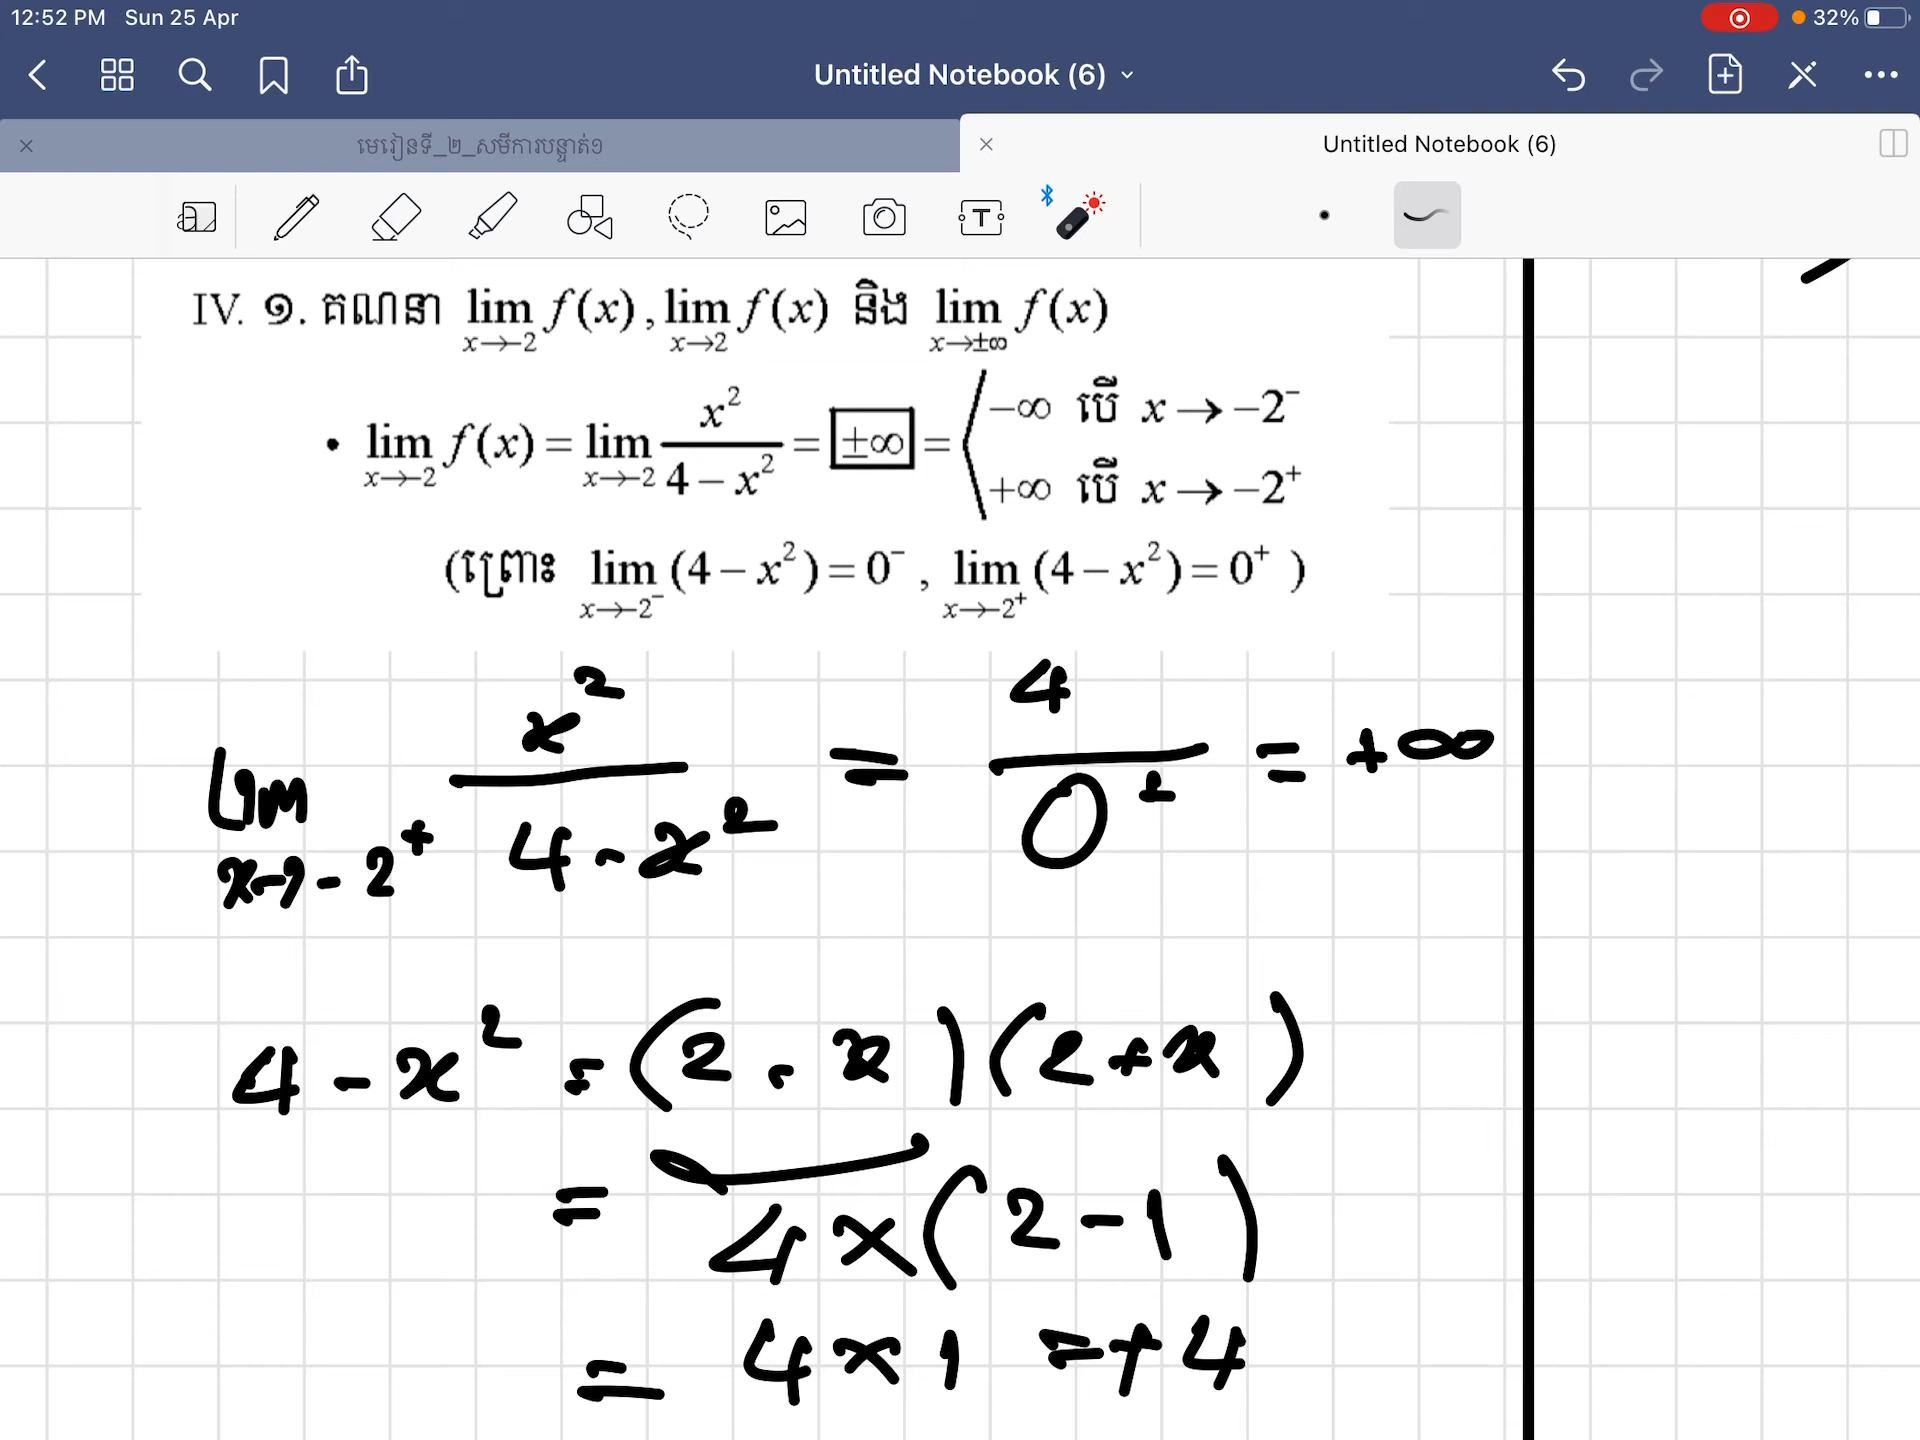 12:52 PM Sun 25 Apr 32%
Untitled Notebook (6)
មេរៀនទី_២_សមីការបន្ទាត់១
Untitled Notebook (6)
IV. ១. គណនា lim x→−2 f(x) , lim x→2 f(x) និង lim x→±∞ f(x)
• lim x→−2 f(x) = lim x→−2 x² / (4 − x²) = ±∞ = −∞ បើ x → −2⁻
+∞ បើ x → −2⁺
(ព្រោះ lim x→−2⁻ (4 − x²) = 0⁻ , lim x→−2⁺ (4 − x²) = 0⁺ )
lim x→−2⁺ x² / (4 − x²) = 4 / 0⁺ = +∞
4 − x² = (2 − x)(2 + x)
= 4 × (2 − 1)
= 4 × 1 = +4